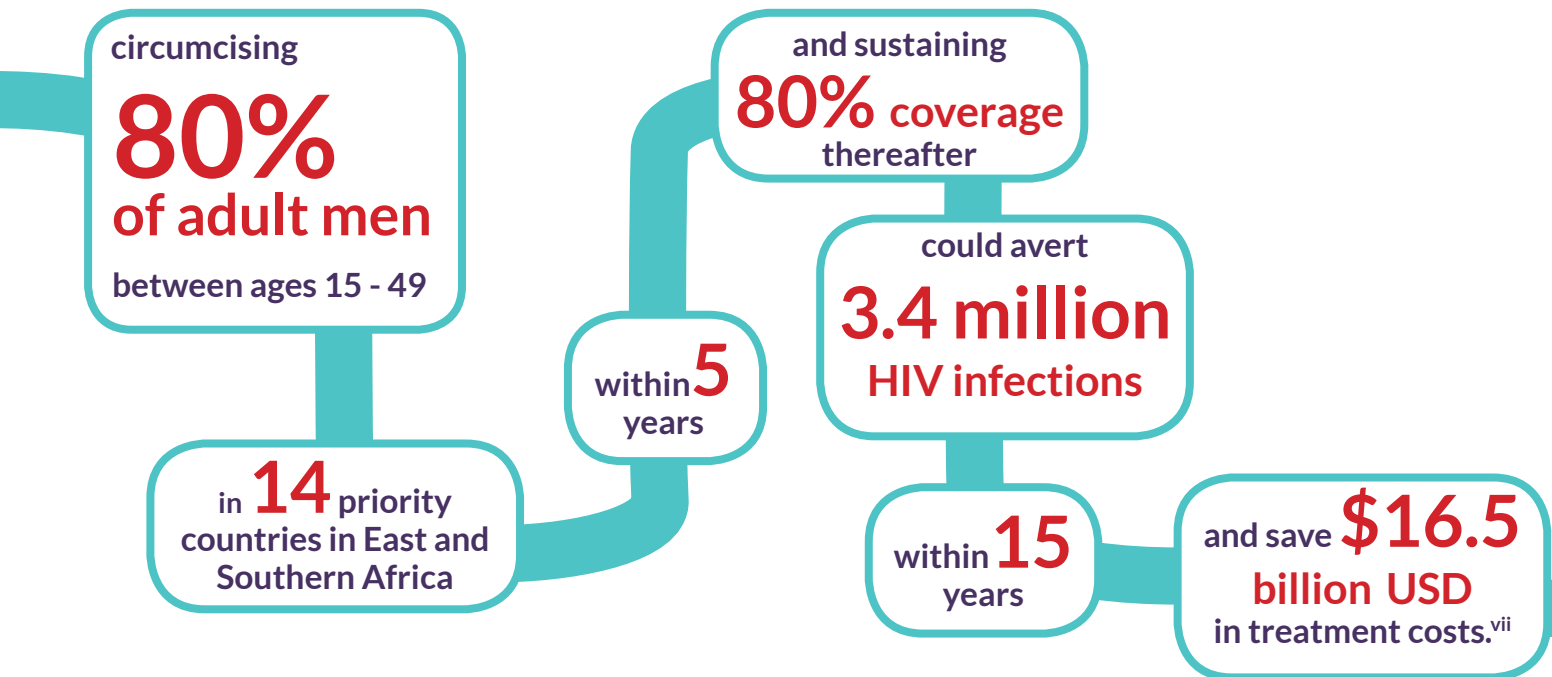 circumcising
80%
of adult men
between ages 15 - 49
in 14 priority
countries in East and
Southern Africa
within 5
years
and sustaining
80% coverage
thereafter
could avert
3.4 million
HIV infections
within 15
years
and save $16.5
billion USD
in treatment costs.vii